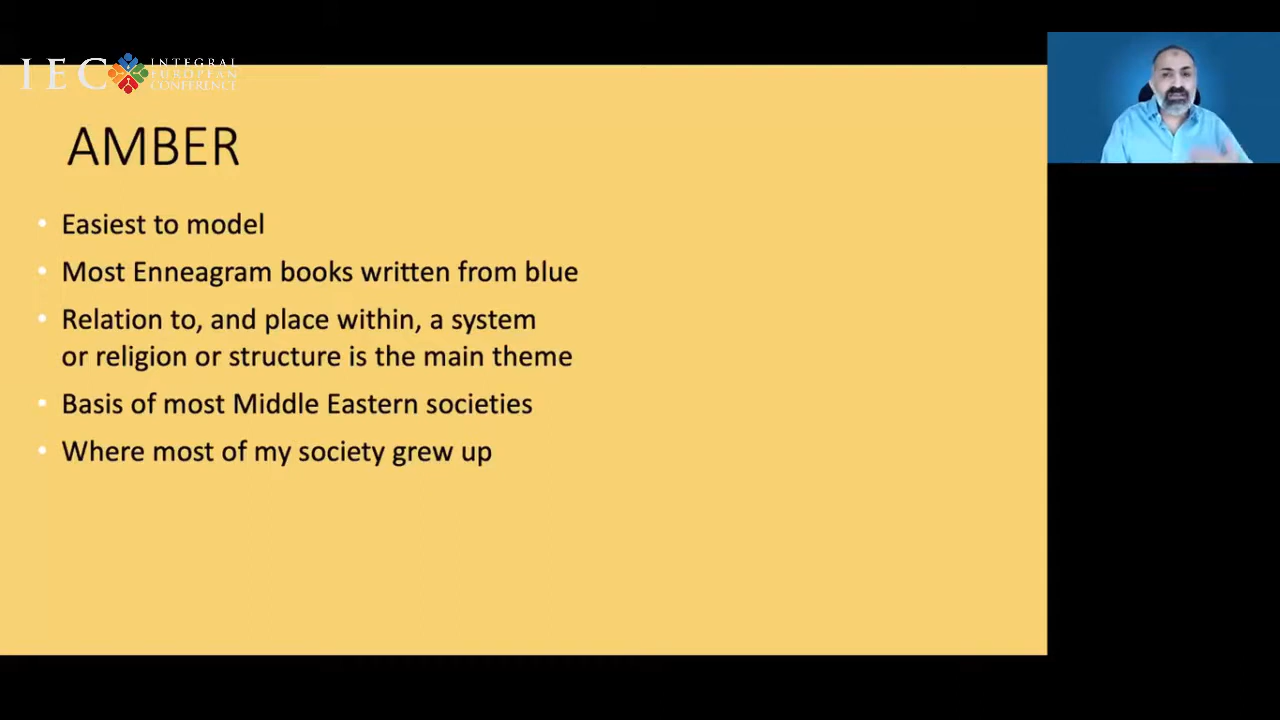 IEC INTEGRAL
EUROPEAN
CONFERENCE
AMBER
• Easiest to model
• Most Enneagram books written from blue
• Relation to, and place within, a system
or religion or structure is the main theme
• Basis of most Middle Eastern societies
• Where most of my society grew up